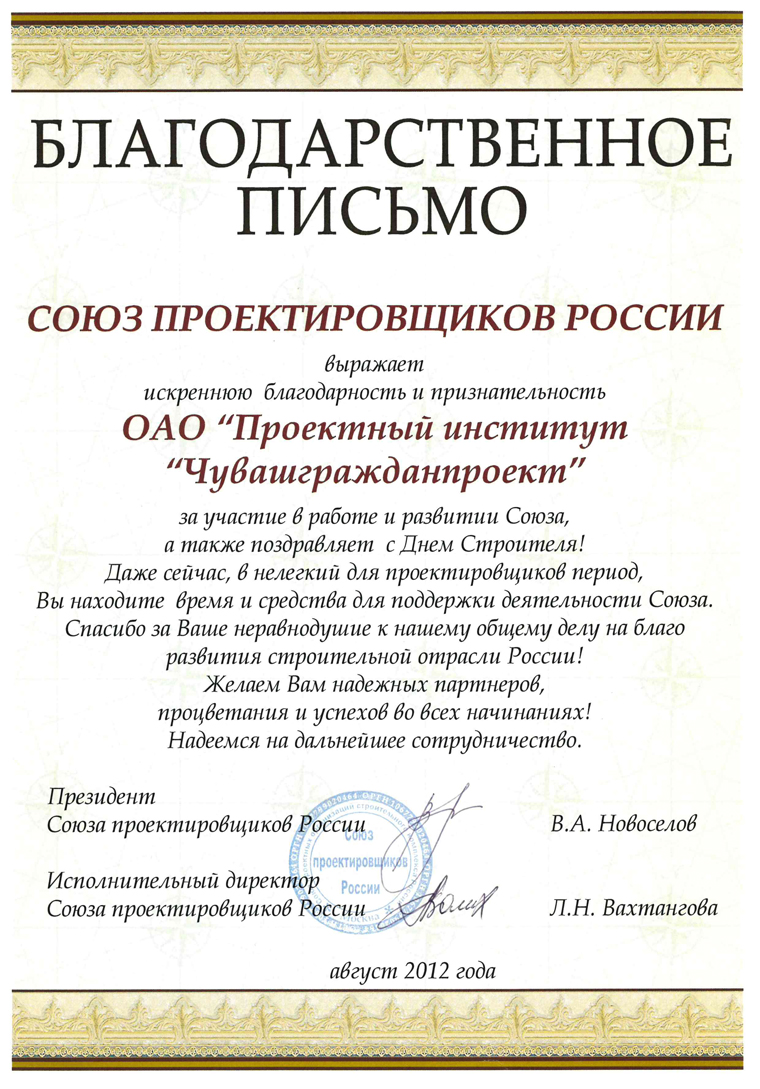 БЛАГОДАРСТВЕННОЕ
ПИСЬМО
СОЮЗ ПРОЕКТИРОВЩИКОВ РОССИИ
выражает
искреннюю благодарность и признательность
ОАО “Проектный институт
“Чувашгражданпроект”
за участие в работе и развитии Союза,
а также поздравляет с Днем Строителя!
Даже сейчас, в нелегкий для проектировщиков период,
Вы находите время и средства для поддержки деятельности Союза.
Спасибо за Ваше неравнодушие к нашему общему делу на благо
развития строительной отрасли России!
Желаем Вам надежных партнеров,
процветания и успехов во всех начинаниях!
Надеемся на дальнейшее сотрудничество.
Президент
Союза проектировщиков России
В.А. Новоселов
Исполнительный директор
Союза проектировщиков России
Л.Н. Вахтангова
Союз
проектировщиков
России
Москва
август 2012 года